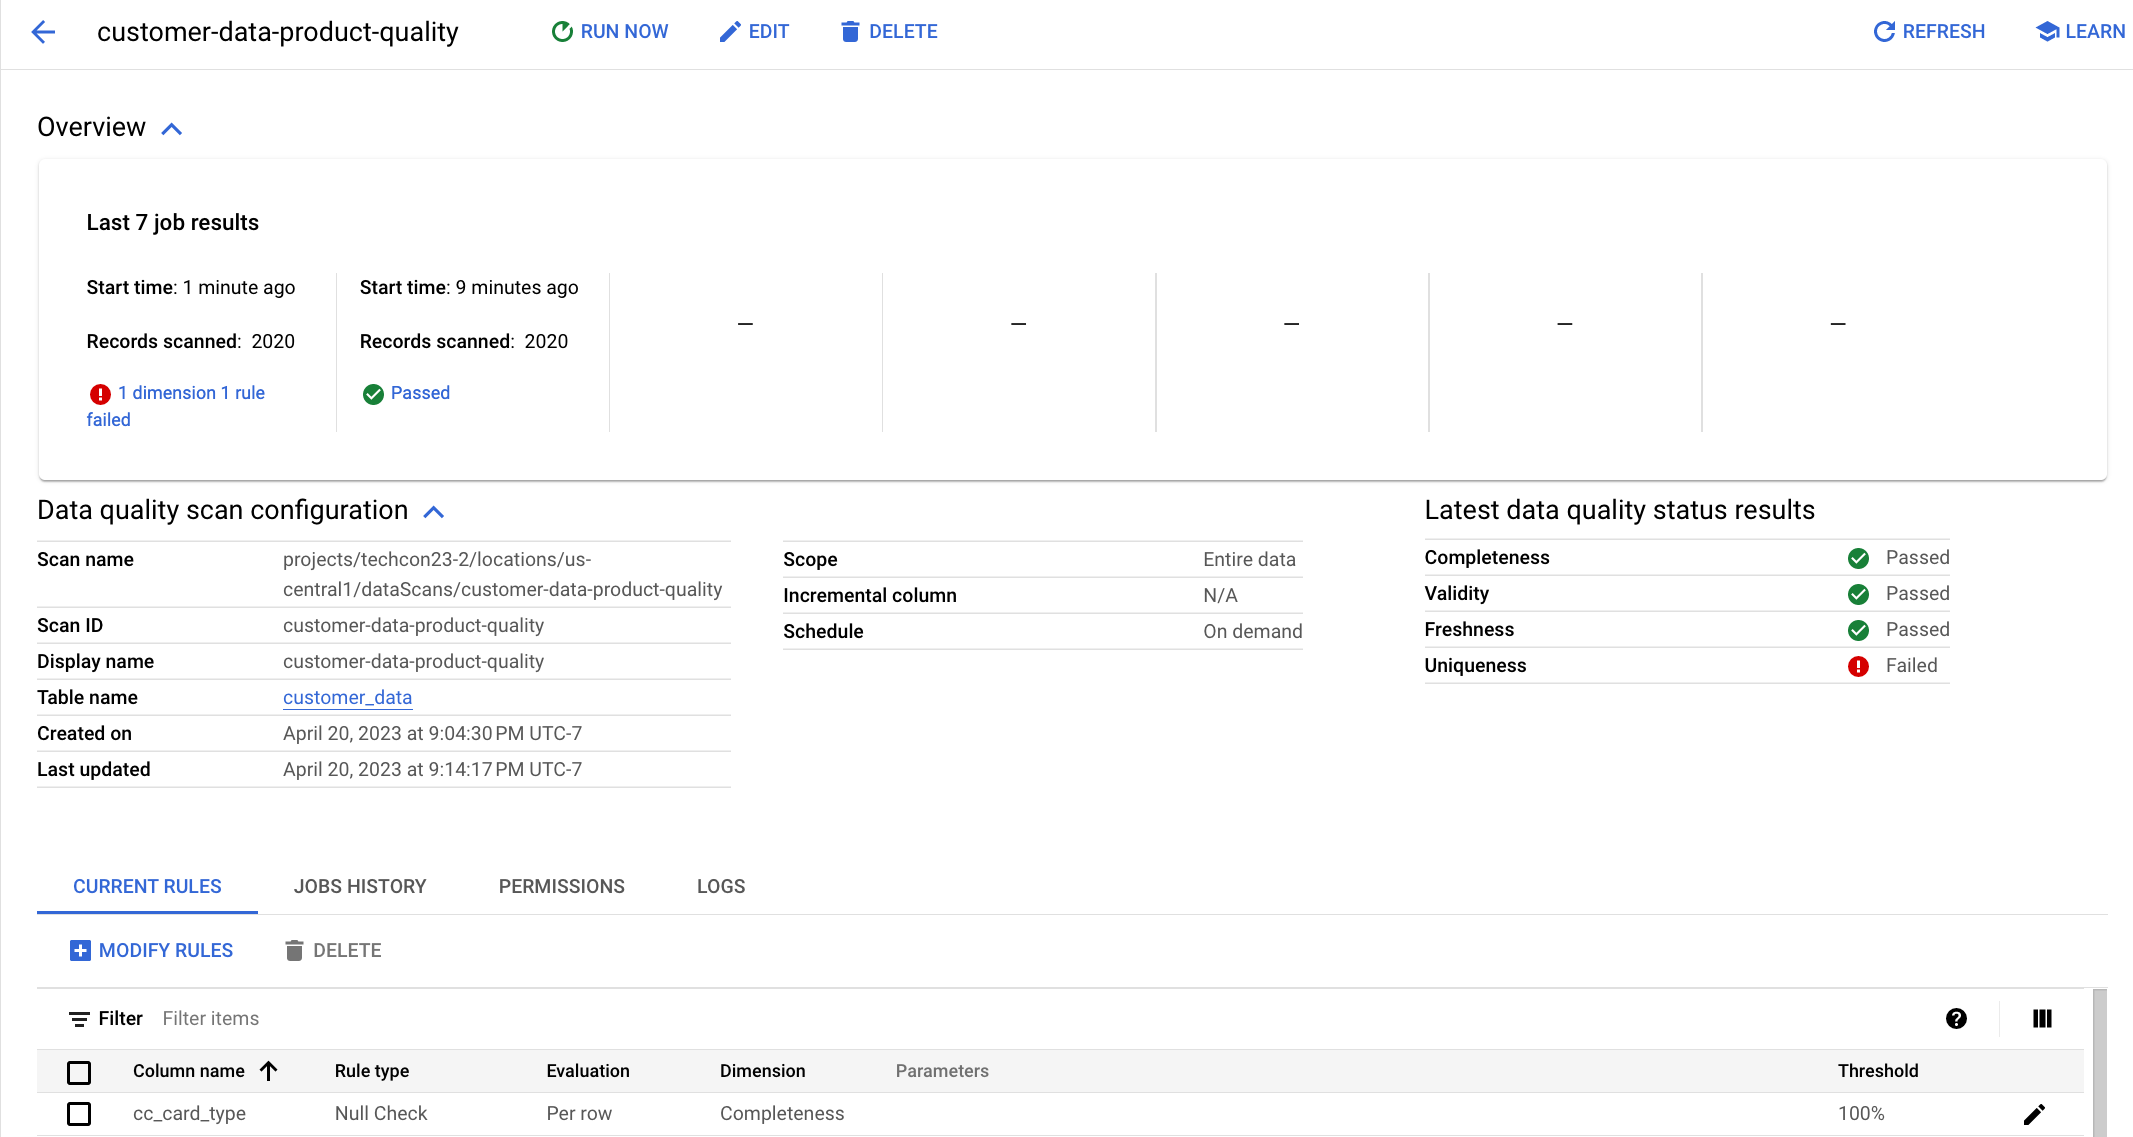 customer-data-product-quality RUN NOW EDIT DELETE REFRESH LEARN
Overview
Last 7 job results
Start time: 1 minute ago Start time: 9 minutes ago
– – – – –
Records scanned: 2020 Records scanned: 2020
1 dimension 1 rule Passed
failed
Data quality scan configuration Latest data quality status results
Scan name projects/techcon23-2/locations/us-
central1/dataScans/customer-data-product-quality
Scan ID customer-data-product-quality
Display name customer-data-product-quality
Table name customer_data
Created on April 20, 2023 at 9:04:30 PM UTC-7
Last updated April 20, 2023 at 9:14:17 PM UTC-7
Scope Entire data
Incremental column N/A
Schedule On demand
Completeness Passed
Validity Passed
Freshness Passed
Uniqueness Failed
CURRENT RULES JOBS HISTORY PERMISSIONS LOGS
MODIFY RULES DELETE
Filter Filter items
Column name Rule type Evaluation Dimension Parameters Threshold
cc_card_type Null Check Per row Completeness 100%